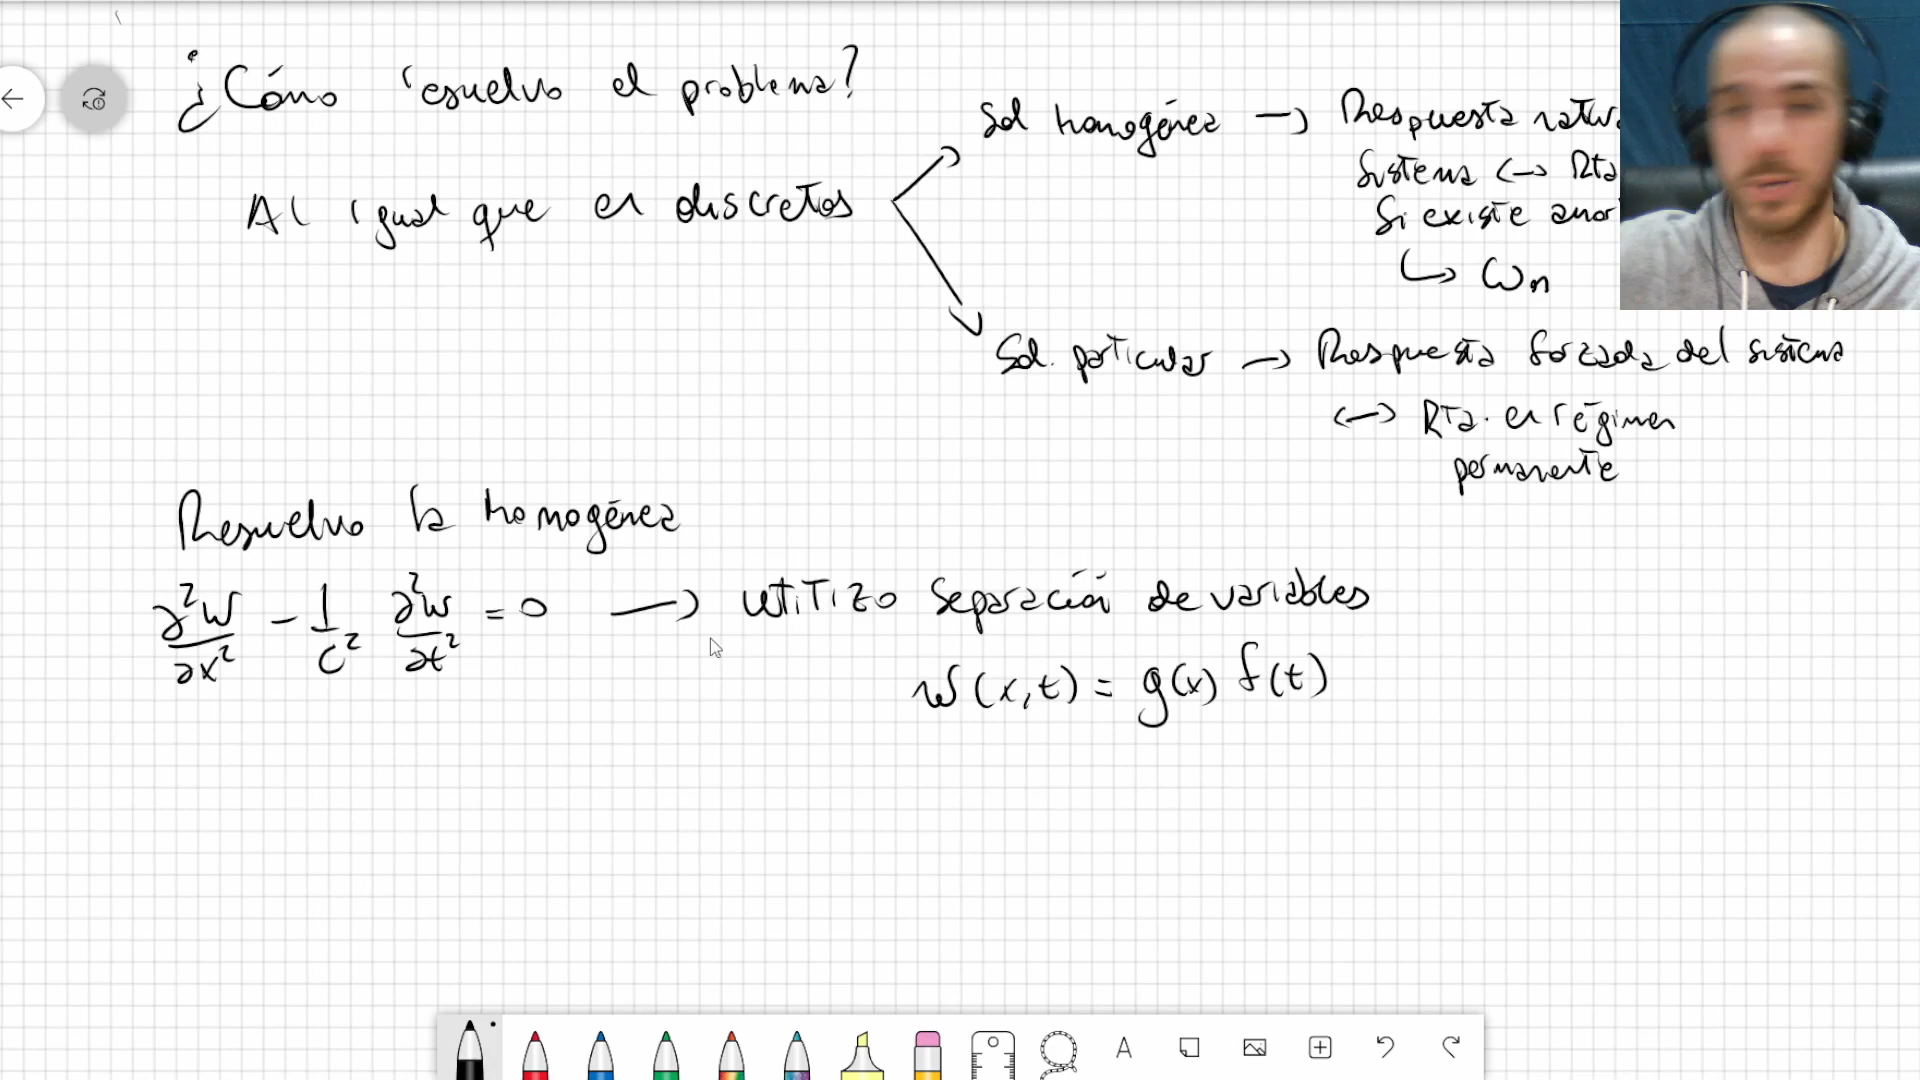 ¿Cómo resuelvo el problema?
Al igual que en discretos
Sol homogénea → Respuesta
Sistema ↔ Rta
Si existe
↳ ωn
Sol. particular → Respuesta forzada del sistema
↔ Rta. en régimen
permanente
Resuelvo la homogénea
∂²w/∂x² - 1/c² ∂²w/∂t² = 0 → utilizo separación de variables
w(x,t) = g(x) f(t)
A